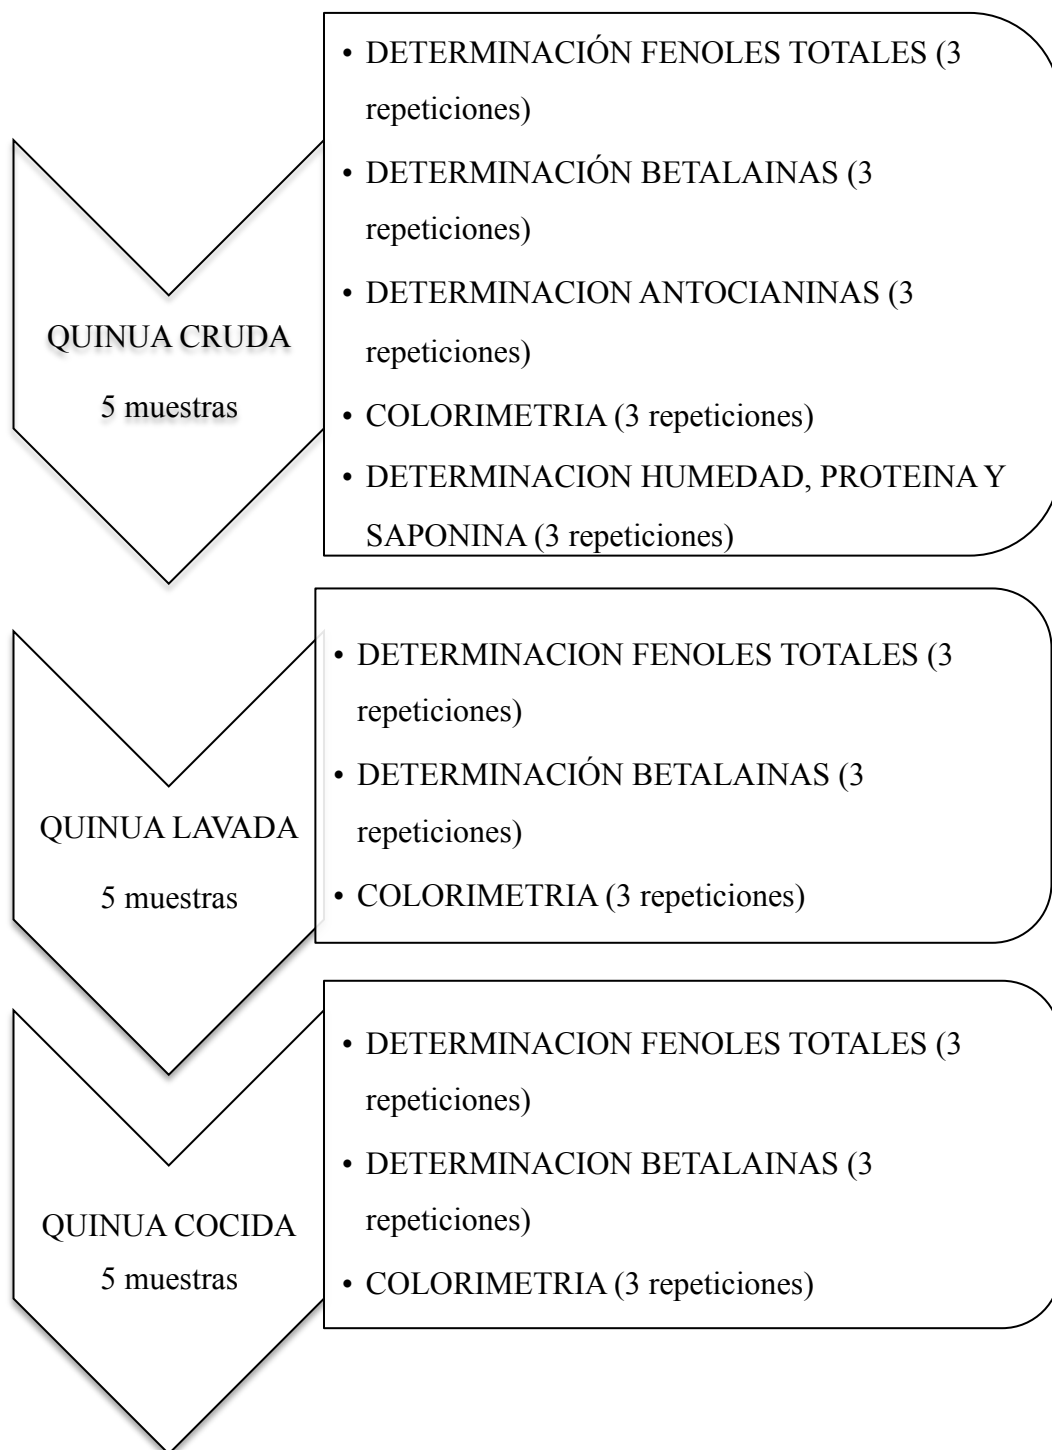 QUINUA CRUDA
5 muestras
• DETERMINACIÓN FENOLES TOTALES (3
repeticiones)
• DETERMINACIÓN BETALAINAS (3
repeticiones)
• DETERMINACION ANTOCIANINAS (3
repeticiones)
• COLORIMETRIA (3 repeticiones)
• DETERMINACION HUMEDAD, PROTEINA Y
SAPONINA (3 repeticiones)
QUINUA LAVADA
5 muestras
• DETERMINACION FENOLES TOTALES (3
repeticiones)
• DETERMINACIÓN BETALAINAS (3
repeticiones)
• COLORIMETRIA (3 repeticiones)
QUINUA COCIDA
5 muestras
• DETERMINACION FENOLES TOTALES (3
repeticiones)
• DETERMINACION BETALAINAS (3
repeticiones)
• COLORIMETRIA (3 repeticiones)